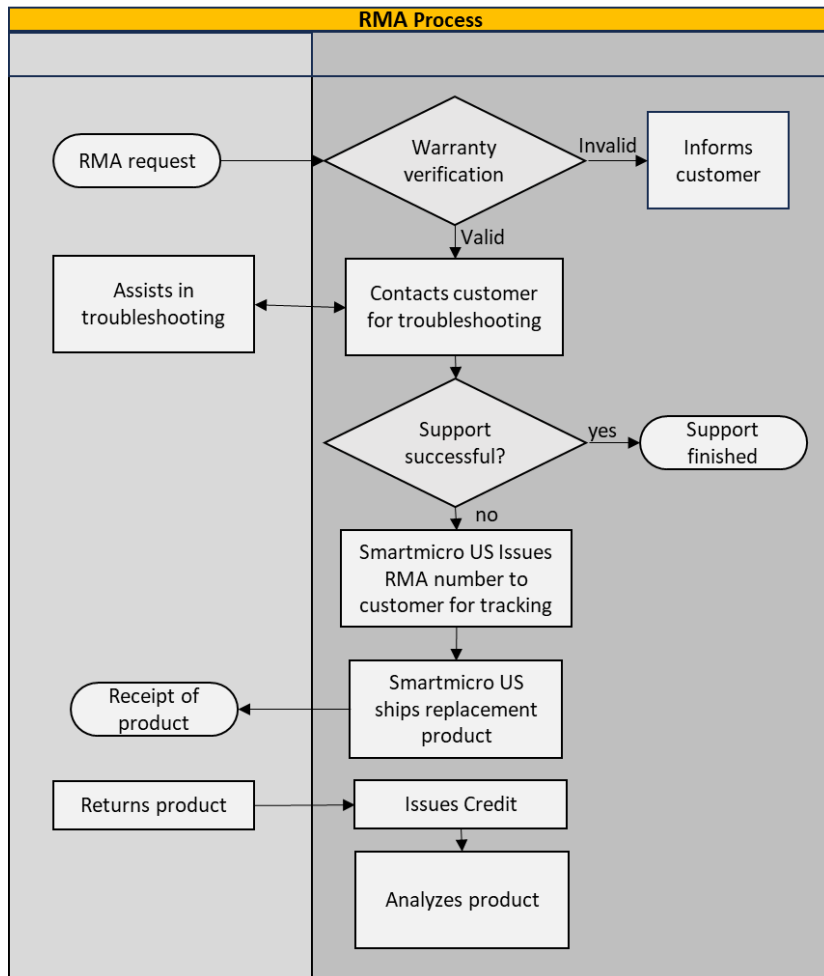 RMA Process
RMA request
Warranty
verification
Invalid
Informs
customer
Valid
Assists in
troubleshooting
Contacts customer
for troubleshooting
Support
successful?
yes
Support
finished
no
Smartmicro US Issues
RMA number to
customer for tracking
Receipt of
product
Smartmicro US
ships replacement
product
Returns product
Issues Credit
Analyzes product